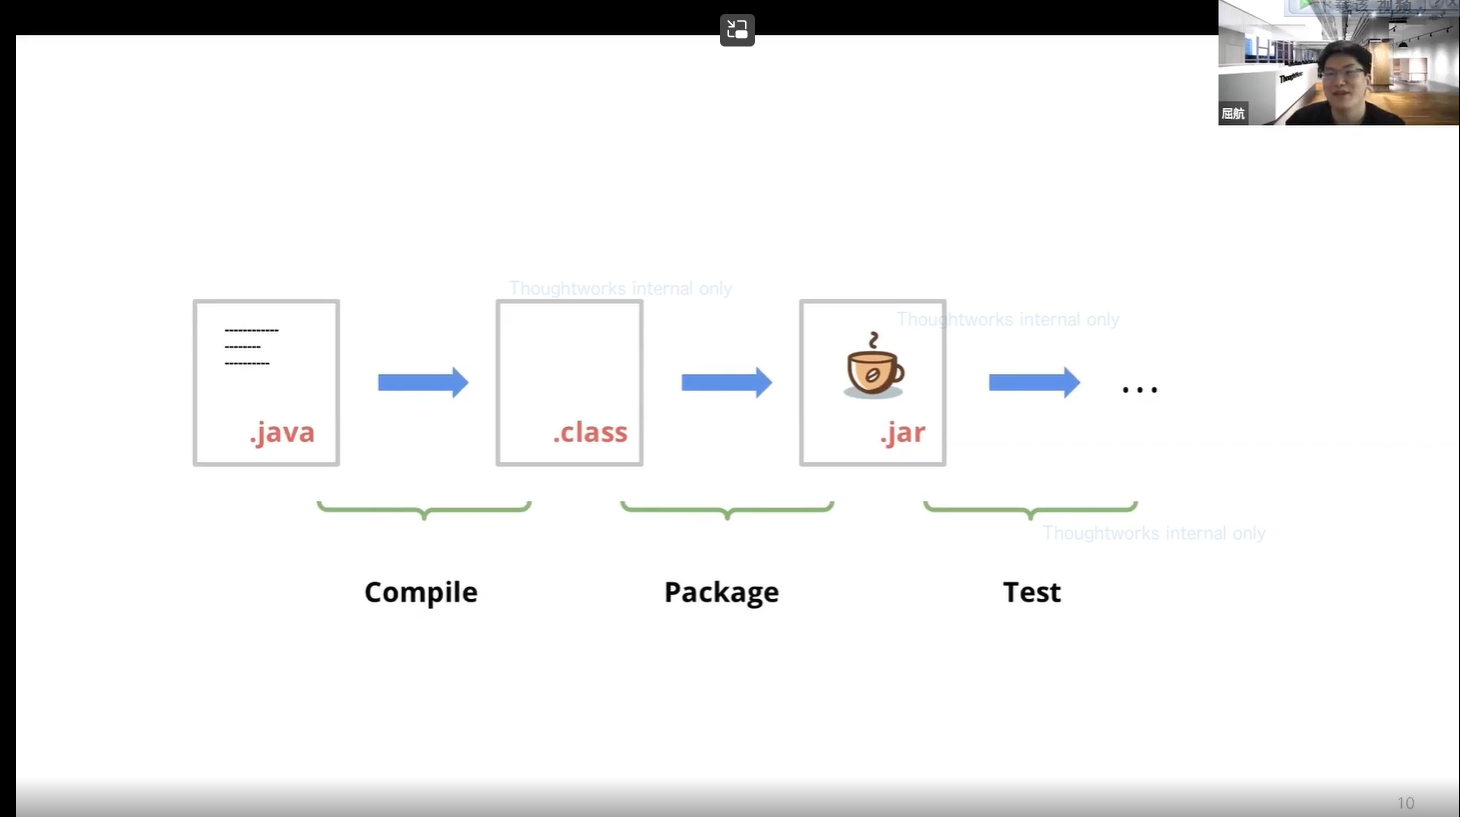 屈航
Thoughtworks internal only
Thoughtworks internal only
.java
.class
.jar
...
Thoughtworks internal only
Compile
Package
Test
10